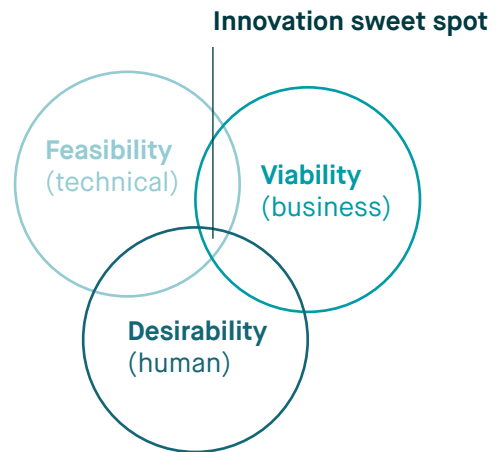 Innovation sweet spot
Feasibility
(technical)
Viability
(business)
Desirability
(human)